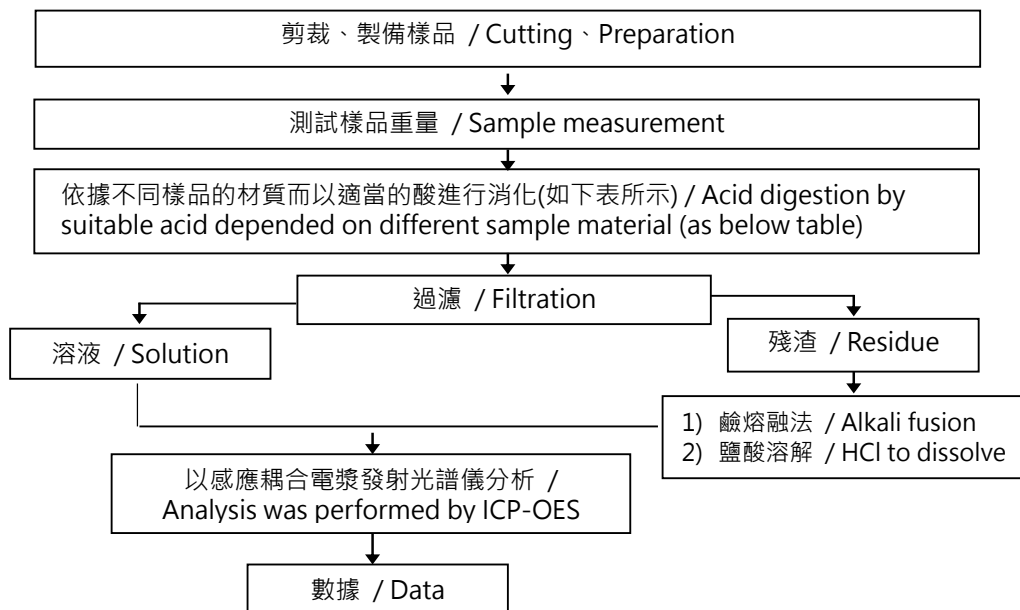 剪裁、製備樣品 / Cutting、Preparation
測試樣品重量 / Sample measurement
依據不同樣品的材質而以適當的酸進行消化(如下表所示) / Acid digestion by
suitable acid depended on different sample material (as below table)
過濾 / Filtration
溶液 / Solution
殘渣 / Residue
1) 鹼熔融法 / Alkali fusion
2) 鹽酸溶解 / HCl to dissolve
以感應耦合電漿發射光譜儀分析 /
Analysis was performed by ICP-OES
數據 / Data